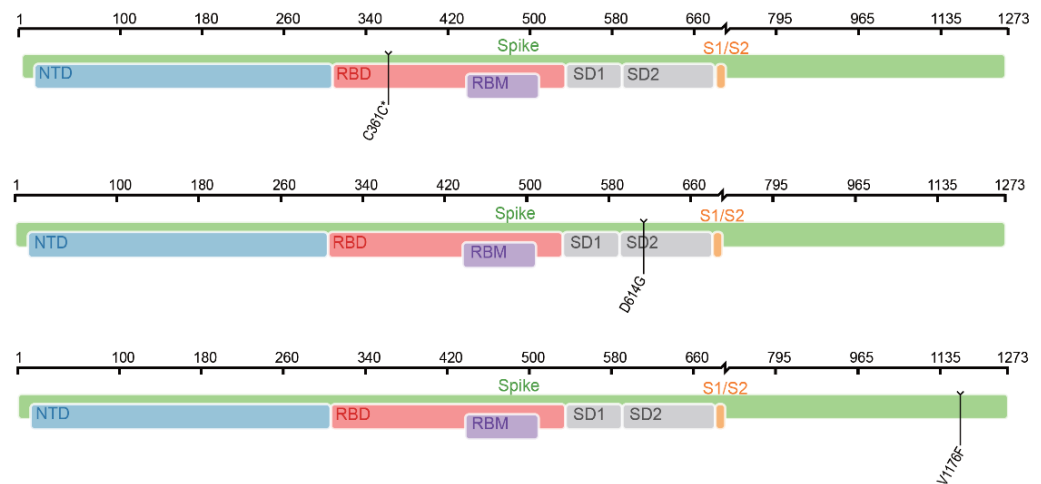 1 100 180 260 340 420 500 580 660 795 965 1135 1273
Spike S1/S2
NTD RBD RBM SD1 SD2
C361C*
1 100 180 260 340 420 500 580 660 795 965 1135 1273
Spike S1/S2
NTD RBD RBM SD1 SD2
D614G
1 100 180 260 340 420 500 580 660 795 965 1135 1273
Spike S1/S2
NTD RBD RBM SD1 SD2
V1176F